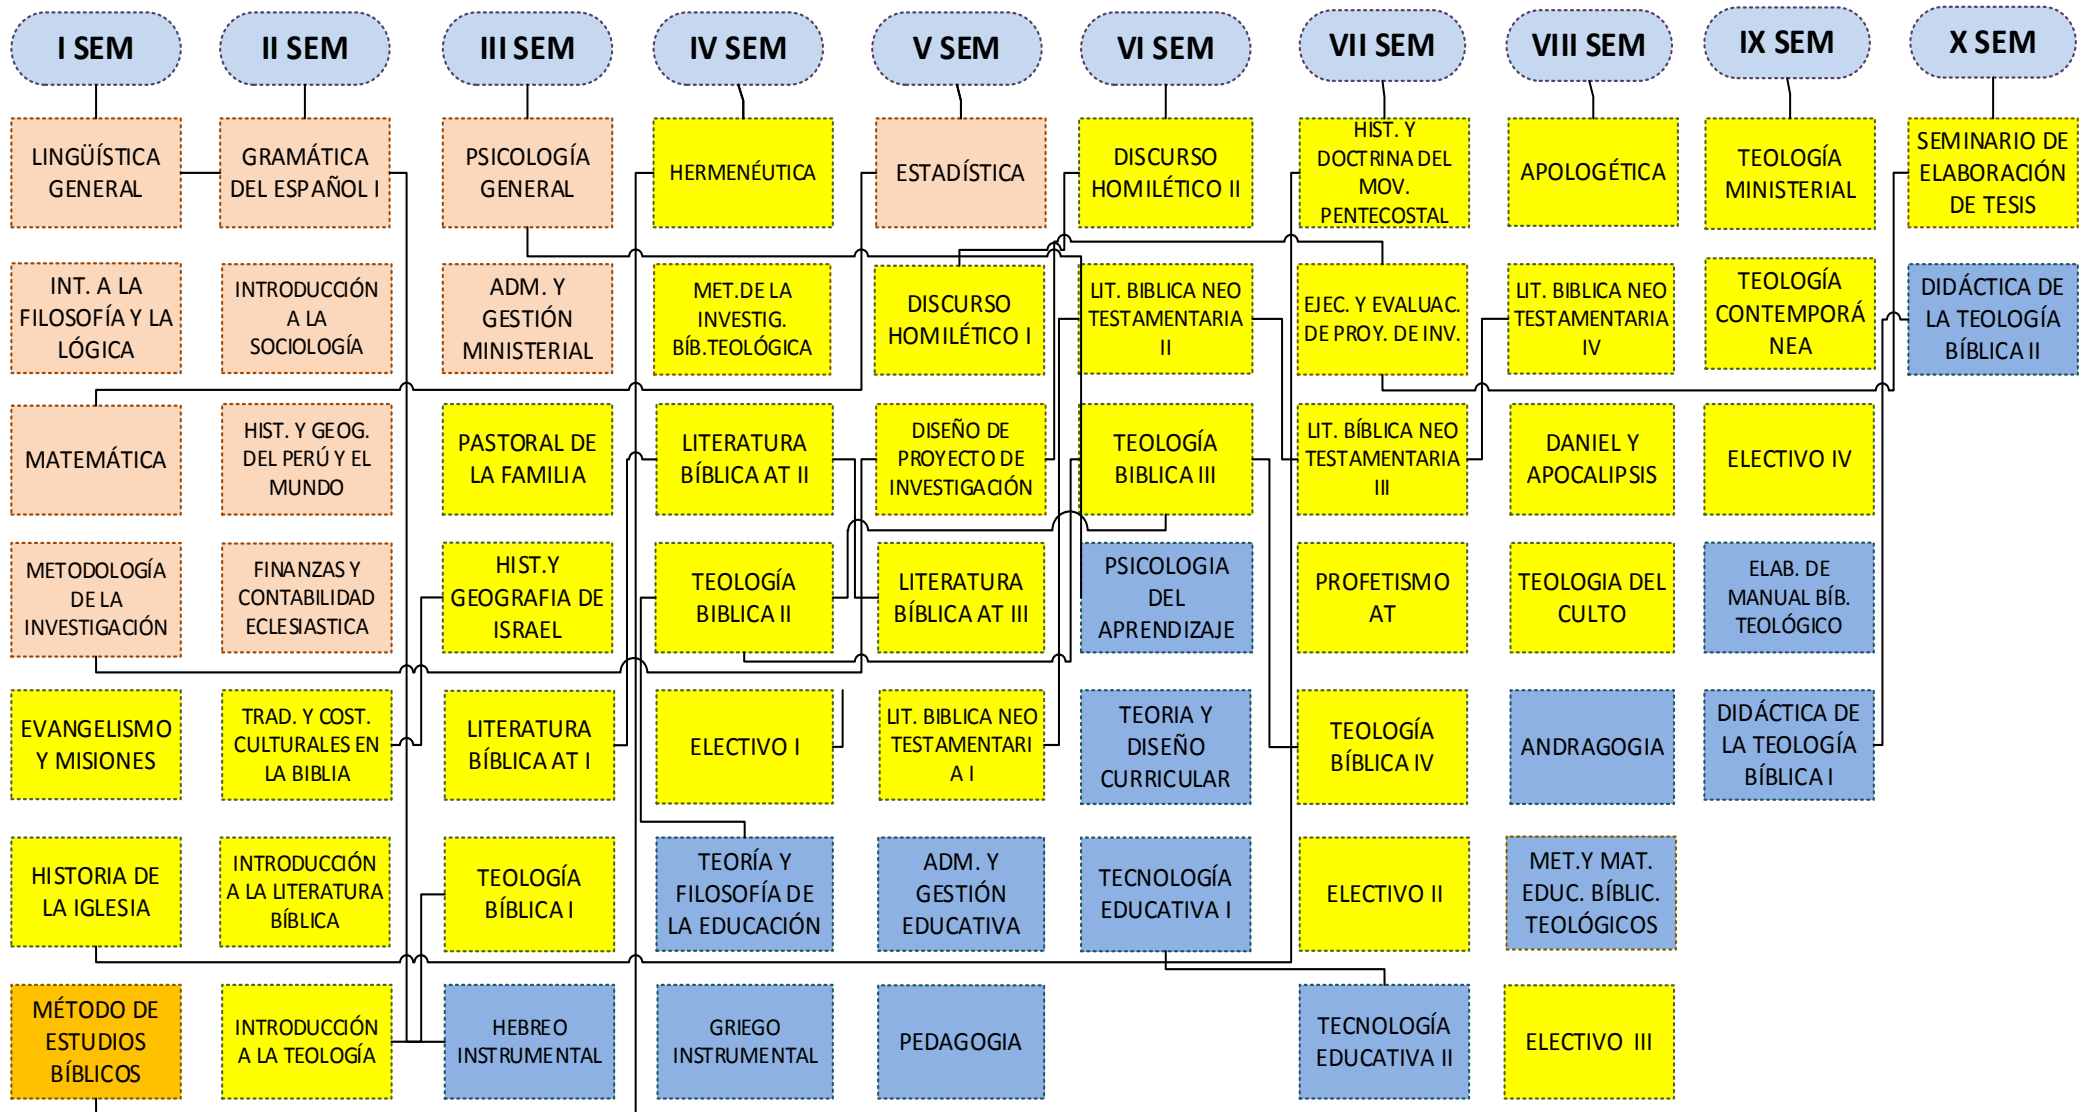 I SEM
II SEM
III SEM
IV SEM
V SEM
VI SEM
VII SEM
VIII SEM
IX SEM
X SEM
LINGÜÍSTICA
GENERAL
GRAMÁTICA
DEL ESPAÑOL I
PSICOLOGÍA
GENERAL
HERMENÉUTICA
ESTADÍSTICA
DISCURSO
HOMILÉTICO II
HIST. Y
DOCTRINA DEL
MOV.
PENTECOSTAL
APOLOGÉTICA
TEOLOGÍA
MINISTERIAL
SEMINARIO DE
ELABORACIÓN
DE TESIS
INT. A LA
FILOSOFÍA Y LA
LÓGICA
INTRODUCCIÓN
A LA
SOCIOLOGÍA
ADM. Y
GESTIÓN
MINISTERIAL
MET.DE LA
INVESTIG.
BÍB.TEOLÓGICA
DISCURSO
HOMILÉTICO I
LIT. BIBLICA NEO
TESTAMENTARIA
II
EJEC. Y EVALUAC.
DE PROY. DE INV.
LIT. BIBLICA NEO
TESTAMENTARIA
IV
TEOLOGÍA
CONTEMPORÁ
NEA
DIDÁCTICA DE
LA TEOLOGÍA
BÍBLICA II
MATEMÁTICA
HIST. Y GEOG.
DEL PERÚ Y EL
MUNDO
PASTORAL DE
LA FAMILIA
LITERATURA
BÍBLICA AT II
DISEÑO DE
PROYECTO DE
INVESTIGACIÓN
TEOLOGÍA
BIBLICA III
LIT. BÍBLICA NEO
TESTAMENTARIA
III
DANIEL Y
APOCALIPSIS
ELECTIVO IV
METODOLOGÍA
DE LA
INVESTIGACIÓN
FINANZAS Y
CONTABILIDAD
ECLESIASTICA
HIST.Y
GEOGRAFIA DE
ISRAEL
TEOLOGÍA
BIBLICA II
LITERATURA
BÍBLICA AT III
PSICOLOGIA
DEL
APRENDIZAJE
PROFETISMO
AT
TEOLOGIA DEL
CULTO
ELAB. DE
MANUAL BÍB.
TEOLÓGICO
EVANGELISMO
Y MISIONES
TRAD. Y COST.
CULTURALES EN
LA BIBLIA
LITERATURA
BÍBLICA AT I
ELECTIVO I
LIT. BIBLICA NEO
TESTAMENTARI
A I
TEORIA Y
DISEÑO
CURRICULAR
TEOLOGÍA
BÍBLICA IV
ANDRAGOGIA
DIDÁCTICA DE
LA TEOLOGÍA
BÍBLICA I
HISTORIA DE
LA IGLESIA
INTRODUCCIÓN
A LA LITERATURA
BÍBLICA
TEOLOGÍA
BÍBLICA I
TEORÍA Y
FILOSOFÍA DE
LA EDUCACIÓN
ADM. Y
GESTIÓN
EDUCATIVA
TECNOLOGÍA
EDUCATIVA I
ELECTIVO II
MET.Y MAT.
EDUC. BÍBLIC.
TEOLÓGICOS
MÉTODO DE
ESTUDIOS
BÍBLICOS
INTRODUCCIÓN
A LA TEOLOGÍA
HEBREO
INSTRUMENTAL
GRIEGO
INSTRUMENTAL
PEDAGOGIA
TECNOLOGÍA
EDUCATIVA II
ELECTIVO III